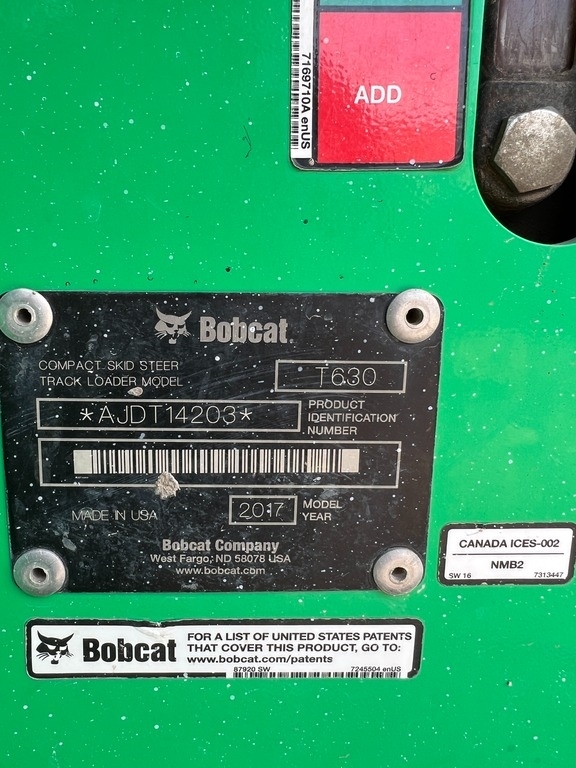 7169710A enUS
ADD
Bobcat
COMPACT SKID STEER
TRACK LOADER MODEL
T630
*AJDT14203*
PRODUCT
IDENTIFICATION
NUMBER
MADE IN USA
2017
MODEL
YEAR
Bobcat Company
West Fargo, ND 58078 USA
www.bobcat.com
CANADA ICES-002
NMB2
SW 16 7313447
Bobcat
FOR A LIST OF UNITED STATES PATENTS
THAT COVER THIS PRODUCT, GO TO:
www.bobcat.com/patents
87920 SW 7245504 enUS